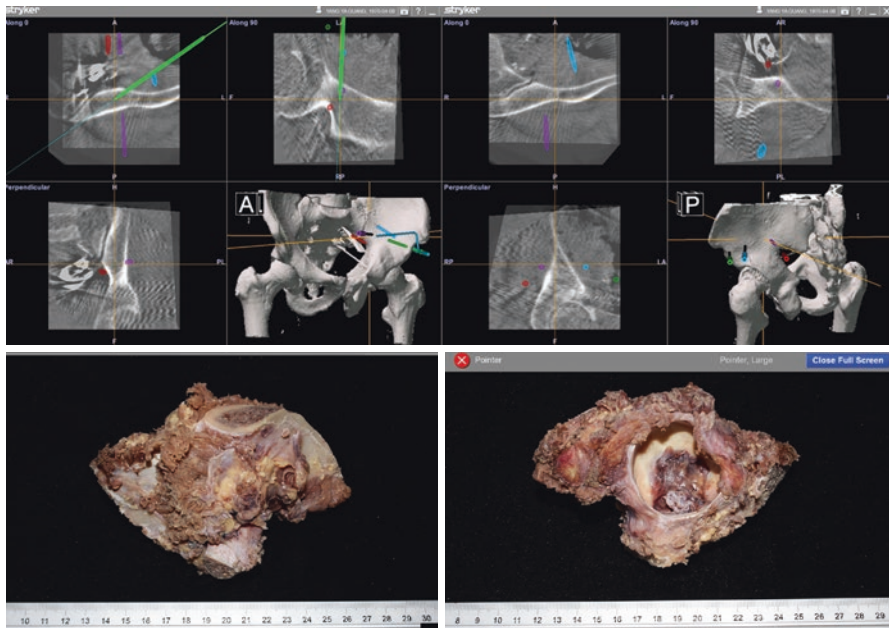 stryker
stryker
Along 0
A
Along 90
LA
Along 0
A
Along 90
AR
L
F
R
L
F
P
RP
P
PL
Perpendicular
H
A
Perpendicular
H
P
AR
PL
RP
LA
F
F
Pointer
Pointer, Large
Close Full Screen
10 11 12 13 14 15 16 17 18 19 20 21 22 23 24 25 26 27 28 29 30
8 9 10 11 12 13 14 15 16 17 18 19 20 21 22 23 24 25 26 27 28 29